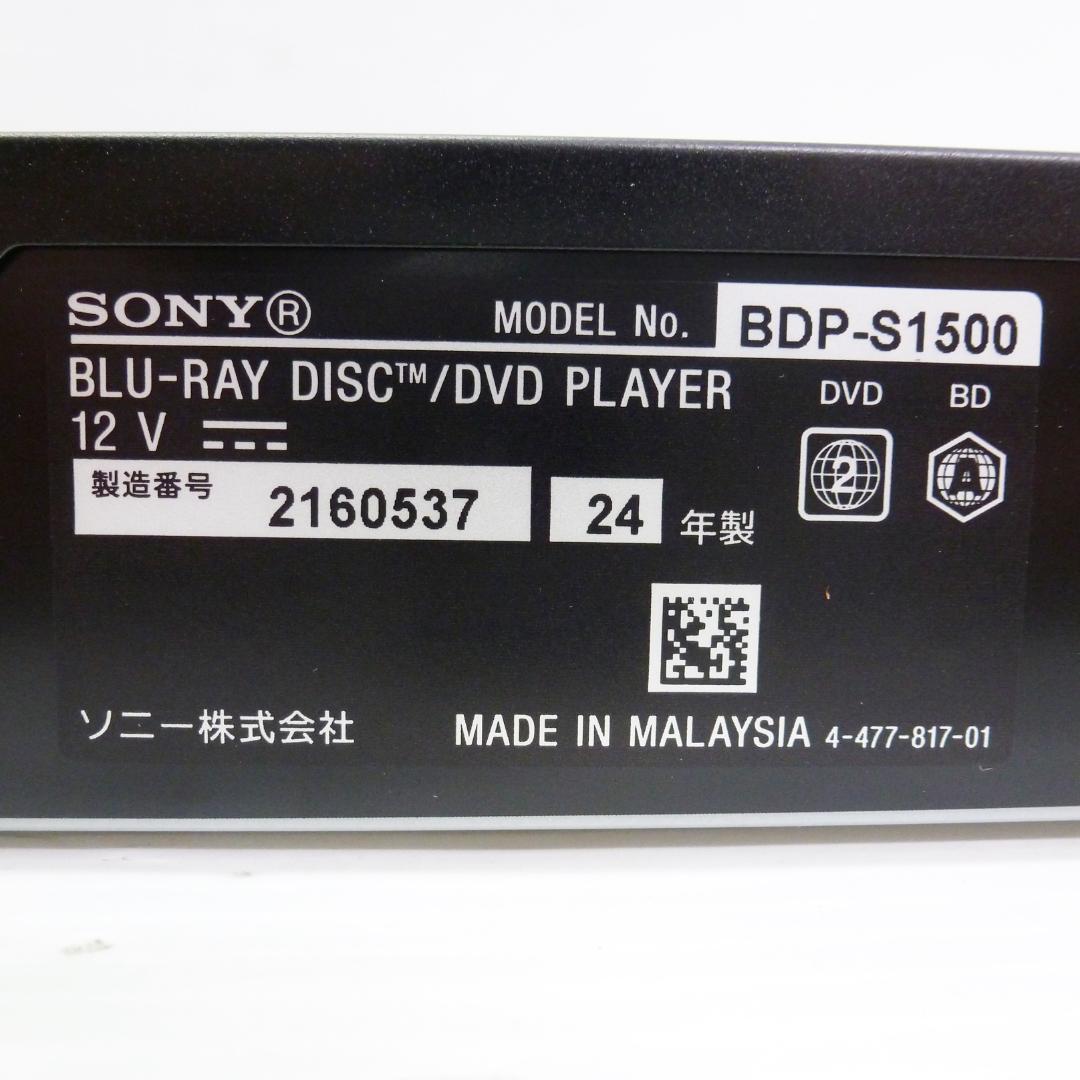 SONY®
MODEL No. BDP-S1500
BLU-RAY DISC™/DVD PLAYER
DVD BD
12 V
2 A
製造番号 2160537 24 年製
ソニー株式会社 MADE IN MALAYSIA 4-477-817-01